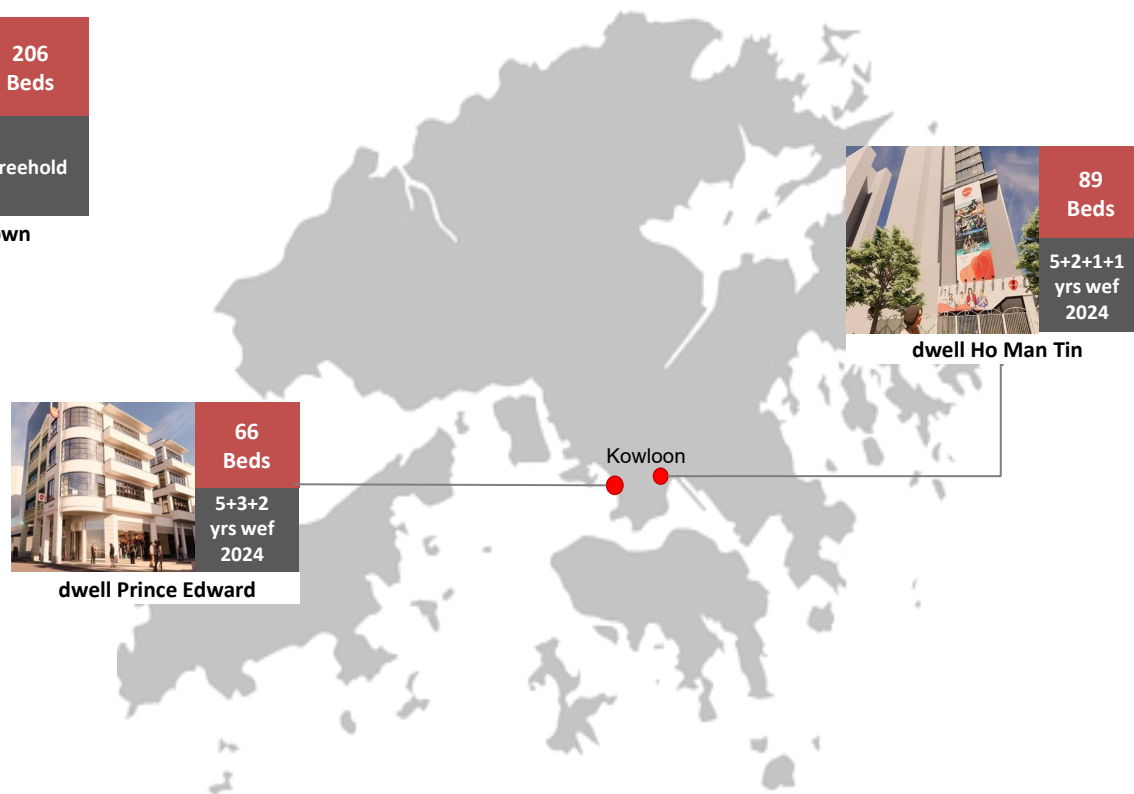 206
Beds
reehold
own
89
Beds
5+2+1+1
yrs wef
2024
dwell Ho Man Tin
Kowloon
66
Beds
5+3+2
yrs wef
2024
dwell Prince Edward